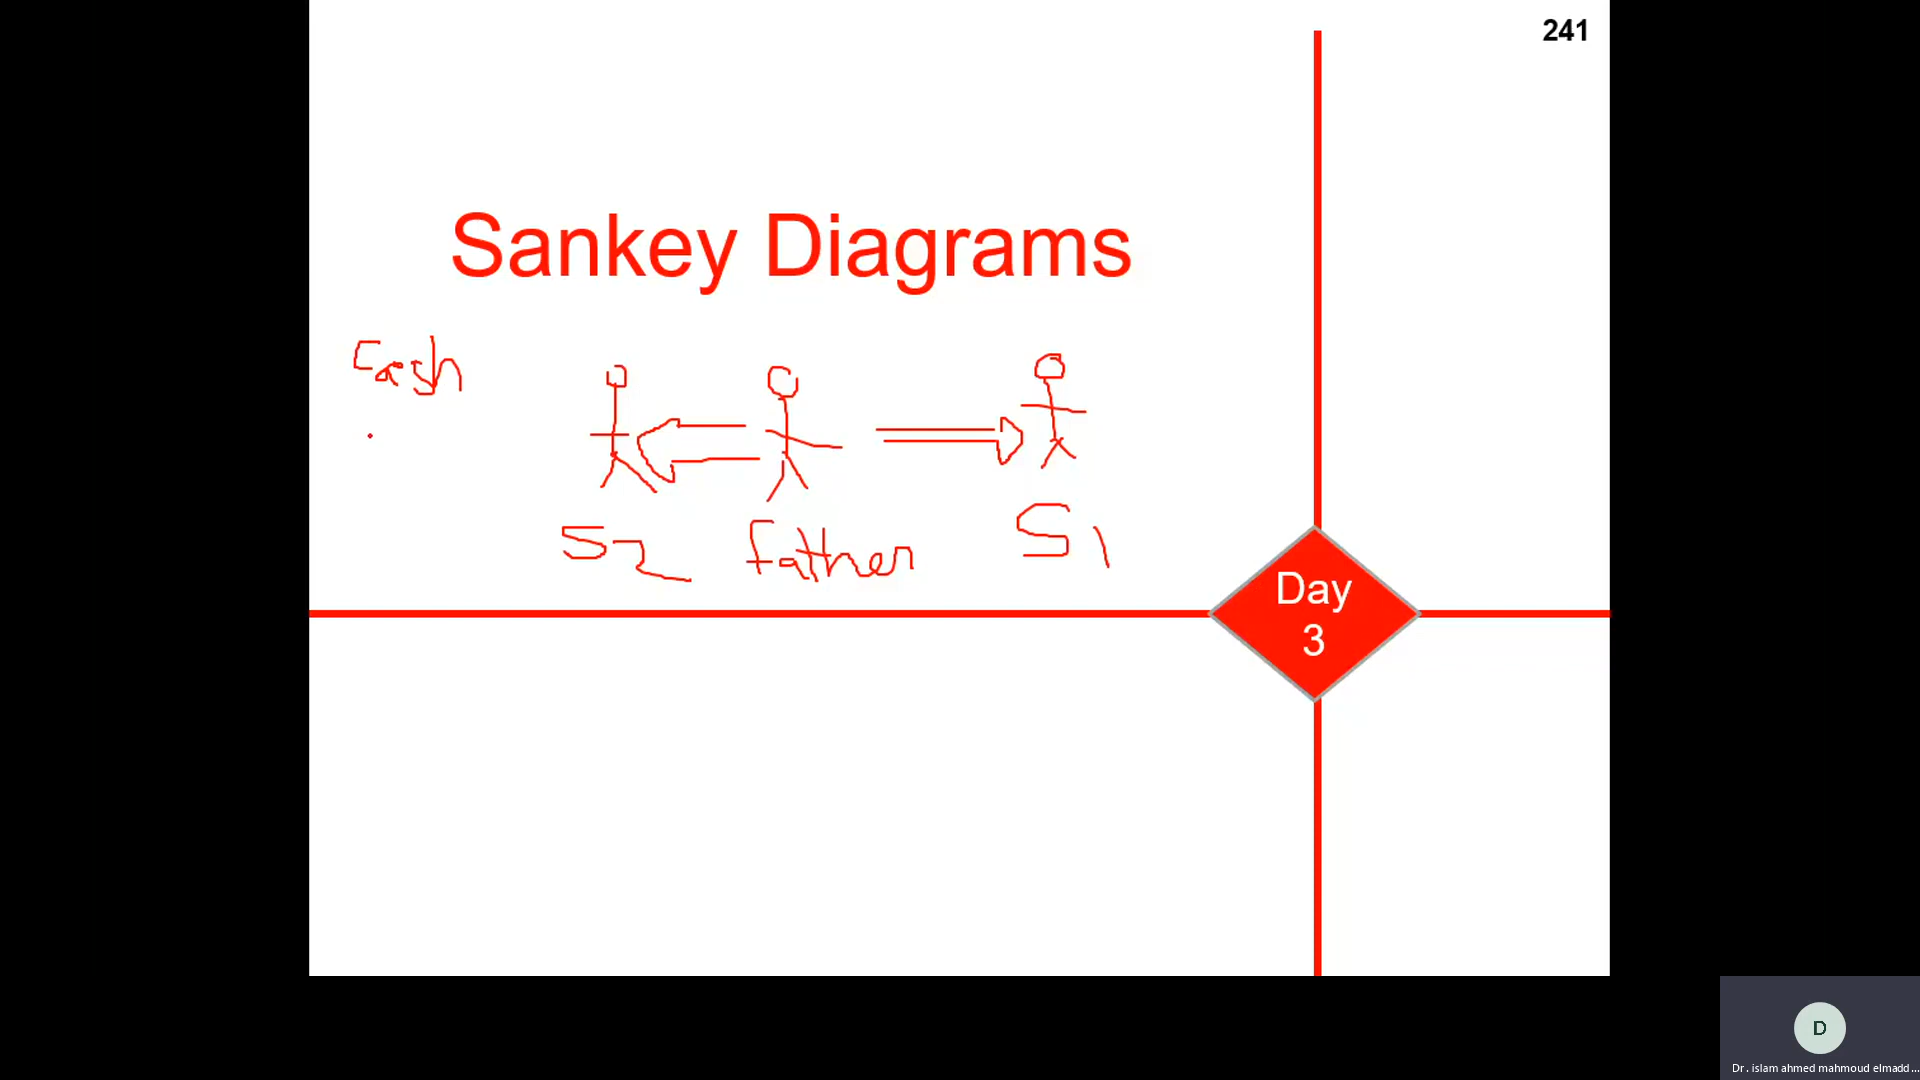 241
Sankey Diagrams
Cash
S2 father S1
Day
3
D
Dr. islam ahmed mahmoud elmadd...